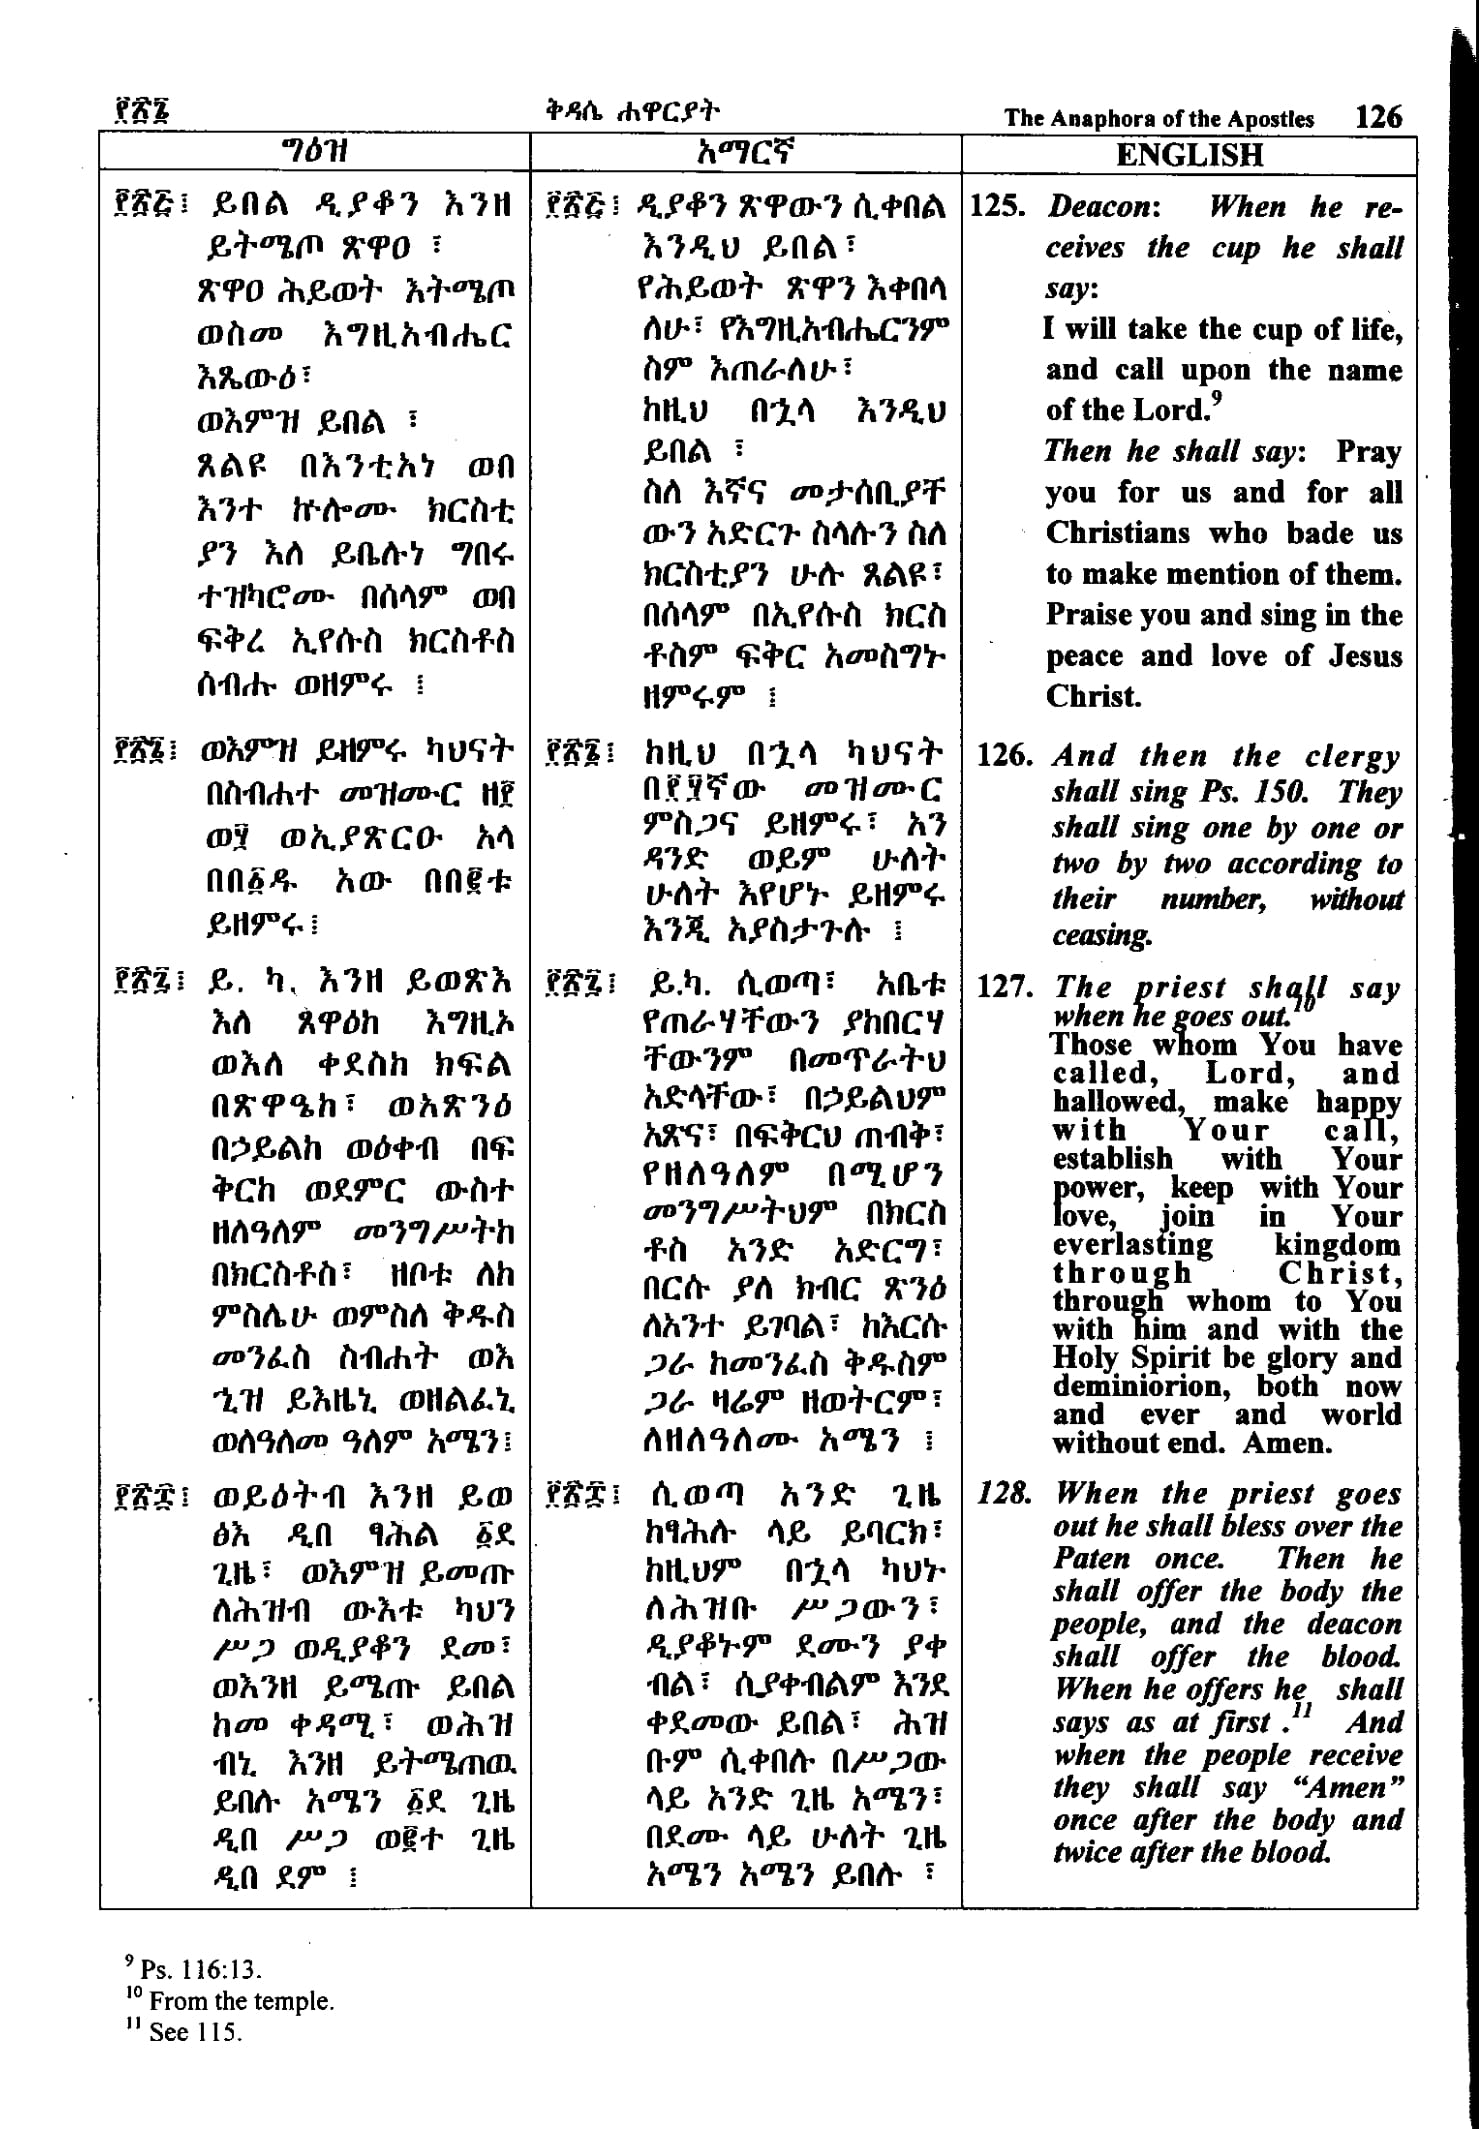 ፻፳፮ ቅዳሴ ሐዋርያት The Anaphora of the Apostles 126
ግዕዝ
፻፳፭፤ ይበል ዲያቆን እንዘ
ይትሜጦ ጽዋዐ ፣
ጽዋዐ ሕይወት እትሜጦ
ወስመ እግዚአብሔር
እጼውዕ፣
ወእምዝ ይበል ፣
ጸልዩ በእንቲአነ ወበ
እንተ ኵሎሙ ክርስቲ
ያን እለ ይቤሉነ ግበሩ
ተዝካሮሙ በሰላም ወበ
ፍቅረ ኢየሱስ ክርስቶስ
ሰብሑ ወዘምሩ ፤
፻፳፮፤ ወእምዝ ይዘምሩ ካህናት
በስብሐተ መዝሙር ዘ፻
ወ፶ ወኢያጽርዑ አላ
በበ፩ዱ አው በበ፪ቱ
ይዘምሩ፤
፻፳፯፤ ይ. ካ. እንዘ ይወጽእ
እለ ጸዋዕከ እግዚኦ
ወእለ ቀደስከ ክፍል
በጽዋዔከ፣ ወአጽንዕ
በኃይልከ ወዕቀብ በፍ
ቅርከ ወደምር ውስተ
ዘለዓለም መንግሥትከ
በክርስቶስ፣ ዘቦቱ ለከ
ምስሌሁ ወምስለ ቅዱስ
መንፈስ ስብሐት ወእ
ኂዝ ይእዜኒ ወዘልፈኒ
ወለዓለመ ዓለም አሜን፤
፻፳፰፤ ወይዕትብ እንዘ ይወ
ፅእ ዲበ ፃሕል ፩ደ
ጊዜ፣ ወእምዝ ይመጡ
ለሕዝብ ውእቱ ካህን
ሥጋ ወዲያቆን ደመ፣
ወእንዘ ይሜጡ ይበል
ከመ ቀዳሚ፣ ወሕዝ
ብኒ እንዘ ይትሜጠዉ
ይበሉ አሜን ፩ደ ጊዜ
ዲበ ሥጋ ወ፪ተ ጊዜ
ዲበ ደም ፤
አማርኛ
፻፳፭፤ ዲያቆን ጽዋውን ሲቀበል
እንዲህ ይበል፣
የሕይወት ጽዋን እቀበላ
ለሁ፣ የእግዚአብሔርንም
ስም እጠራለሁ፣
ከዚህ በኋላ እንዲህ
ይበል ፣
ስለ እኛና መታሰቢያቸ
ውን አድርጉ ስላሉን ስለ
ክርስቲያን ሁሉ ጸልዩ፣
በሰላም በኢየሱስ ክርስ
ቶስም ፍቅር አመስግኑ
ዘምሩም ፤
፻፳፮፤ ከዚህ በኋላ ካህናት
በ፻፶ኛው መዝሙር
ምስጋና ይዘምሩ፣ አን
ዳንድ ወይም ሁለት
ሁለት እየሆኑ ይዘምሩ
እንጂ አያስታጉሉ ፤
፻፳፯፤ ይ.ካ. ሲወጣ፣ አቤቱ
የጠራሃቸውን ያከበርሃ
ቸውንም በመጥራትህ
አድላቸው፣ በኃይልህም
አጽና፣ በፍቅርህ ጠብቅ፣
የዘለዓለም በሚሆን
መንግሥትህም በክርስ
ቶስ አንድ አድርግ፣
በርሱ ያለ ክብር ጽንዕ
ለአንተ ይገባል፣ ከእርሱ
ጋራ ከመንፈስ ቅዱስም
ጋራ ዛሬም ዘወትርም፣
ለዘለዓለሙ አሜን ፤
፻፳፰፤ ሲወጣ አንድ ጊዜ
ከፃሕሉ ላይ ይባርክ፣
ከዚህም በኋላ ካህኑ
ለሕዝቡ ሥጋውን፣
ዲያቆኑም ደሙን ያቀ
ብል፣ ሲያቀብልም እንደ
ቀደመው ይበል፣ ሕዝ
ቡም ሲቀበሉ በሥጋው
ላይ አንድ ጊዜ አሜን፣
በደሙ ላይ ሁለት ጊዜ
አሜን አሜን ይበሉ ፣
ENGLISH
125. Deacon: When he re-
ceives the cup he shall
say:
I will take the cup of life,
and call upon the name
of the Lord.9
Then he shall say: Pray
you for us and for all
Christians who bade us
to make mention of them.
Praise you and sing in the
peace and love of Jesus
Christ.
126. And then the clergy
shall sing Ps. 150. They
shall sing one by one or
two by two according to
their number, without
ceasing.
127. The priest shall say
when he goes out.10
Those whom You have
called, Lord, and
hallowed, make happy
with Your call,
establish with Your
power, keep with Your
love, join in Your
everlasting kingdom
through Christ,
through whom to You
with him and with the
Holy Spirit be glory and
deminiorion, both now
and ever and world
without end. Amen.
128. When the priest goes
out he shall bless over the
Paten once. Then he
shall offer the body the
people, and the deacon
shall offer the blood.
When he offers he shall
says as at first .11 And
when the people receive
they shall say “Amen”
once after the body and
twice after the blood.
9 Ps. 116:13.
10 From the temple.
11 See 115.